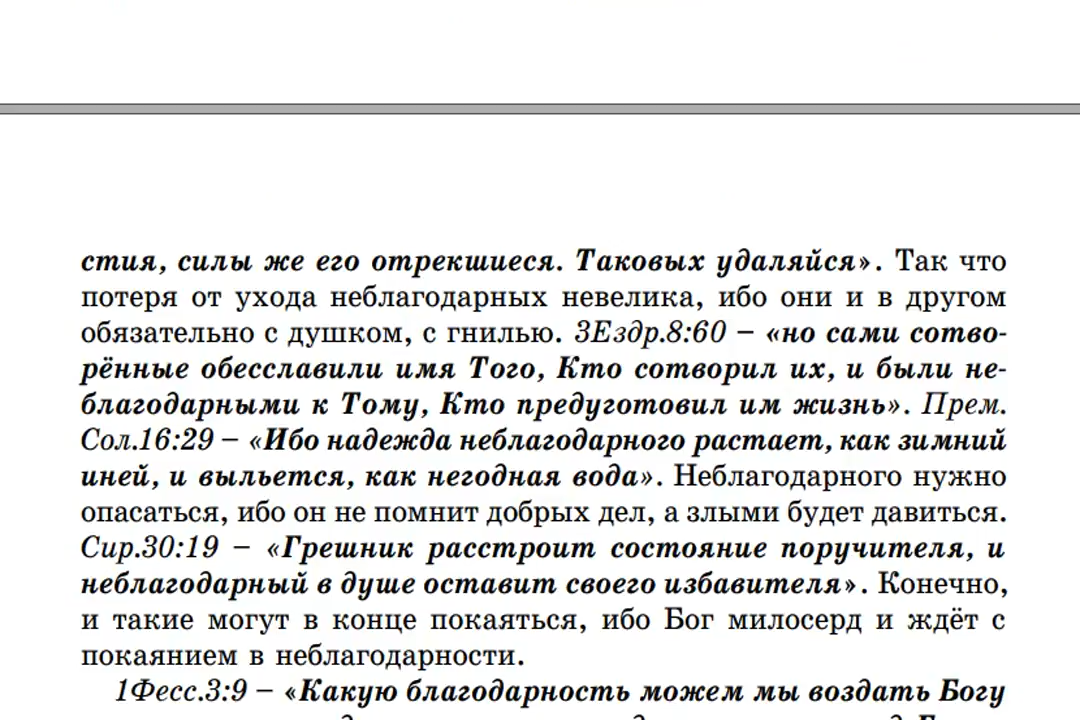 стия, силы же его отрекшиеся. Таковых удаляйся». Так что
потеря от ухода неблагодарных невелика, ибо они и в другом
обязательно с душком, с гнилью. 3Ездр.8:60 – «но сами сотво-
рённые обесславили имя Того, Кто сотворил их, и были не-
благодарными к Тому, Кто предуготовил им жизнь». Прем.
Сол.16:29 – «Ибо надежда неблагодарного растает, как зимний
иней, и выльется, как негодная вода». Неблагодарного нужно
опасаться, ибо он не помнит добрых дел, а злыми будет давиться.
Сир.30:19 – «Грешник расстроит состояние поручителя, и
неблагодарный в душе оставит своего избавителя». Конечно,
и такие могут в конце покаяться, ибо Бог милосерд и ждёт с
покаянием в неблагодарности.
1Фесс.3:9 – «Какую благодарность можем мы воздать Богу